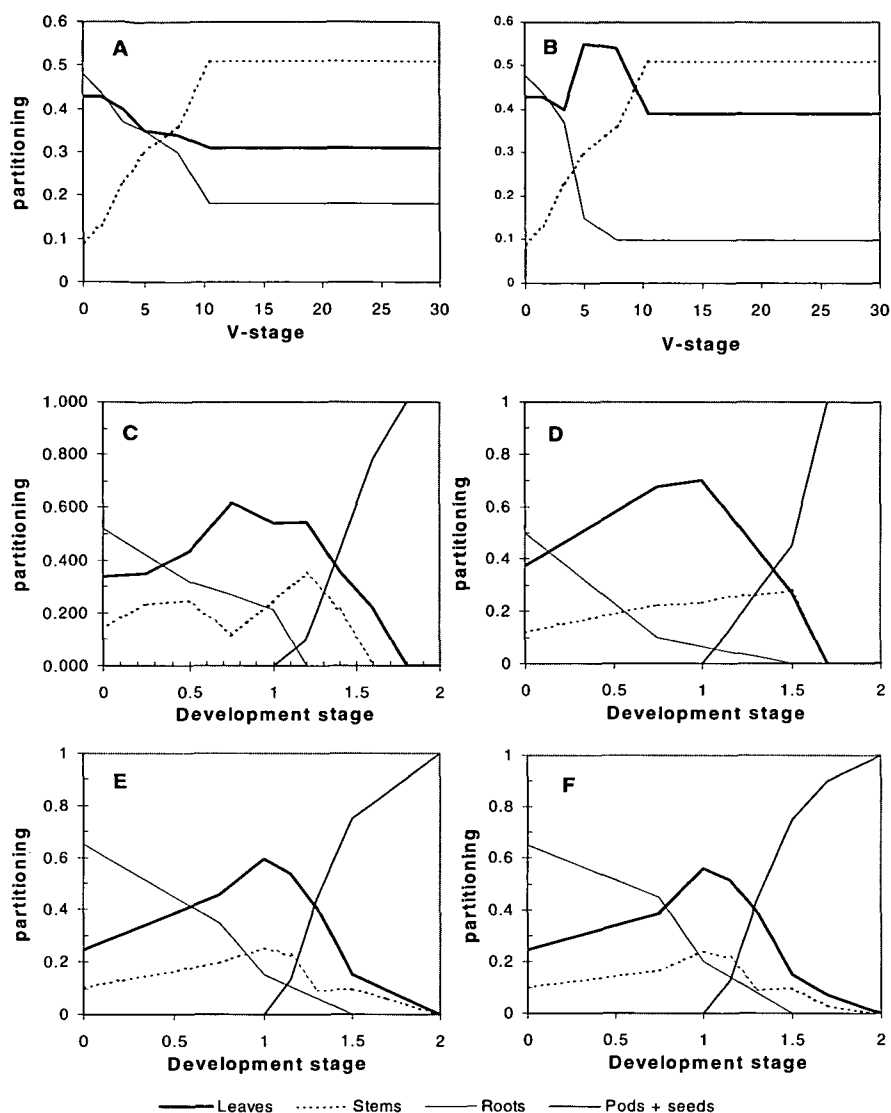 A
0.6
0.5
0.4
0.3
0.2
0.1
0
partitioning
0 5 10 15 20 25 30
V-stage
B
0.6
0.5
0.4
0.3
0.2
0.1
0
partitioning
0 5 10 15 20 25 30
V-stage
C
1.000
0.800
0.600
0.400
0.200
0.000
partitioning
0 0.5 1 1.5 2
Development stage
D
1
0.8
0.6
0.4
0.2
0
partitioning
0 0.5 1 1.5 2
Development stage
E
1
0.8
0.6
0.4
0.2
0
partitioning
0 0.5 1 1.5 2
Development stage
F
1
0.8
0.6
0.4
0.2
0
partitioning
0 0.5 1 1.5 2
Development stage
Leaves Stems Roots Pods + seeds